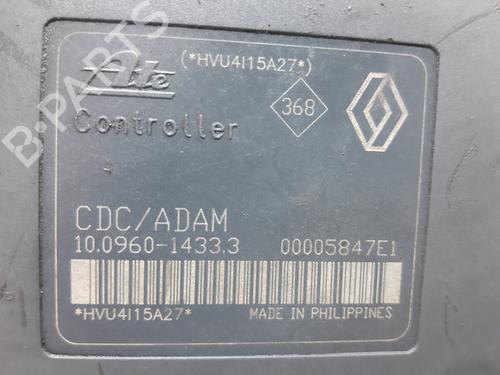 (*HVU4I15A27*)
Ate
368
Controller
CDC/ADAM
10.0960-1433.3 00005847E1
*HVU4I15A27*
MADE IN PHILIPPINES
B-PARTS